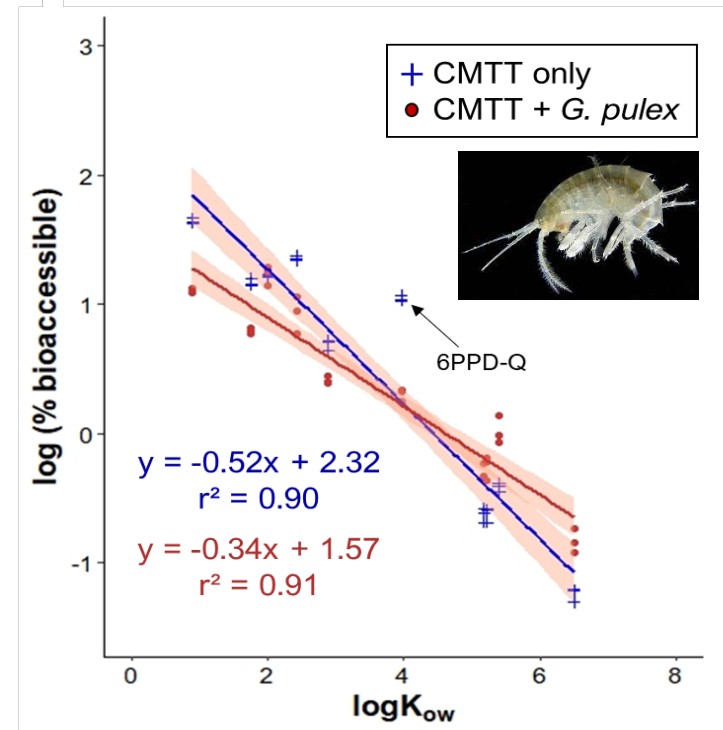 CMTT only
CMTT + G. pulex
3
2
1
0
-1
log (% bioaccessible)
6PPD-Q
y = -0.52x + 2.32
r² = 0.90
y = -0.34x + 1.57
r² = 0.91
0 2 4 6 8
logKow